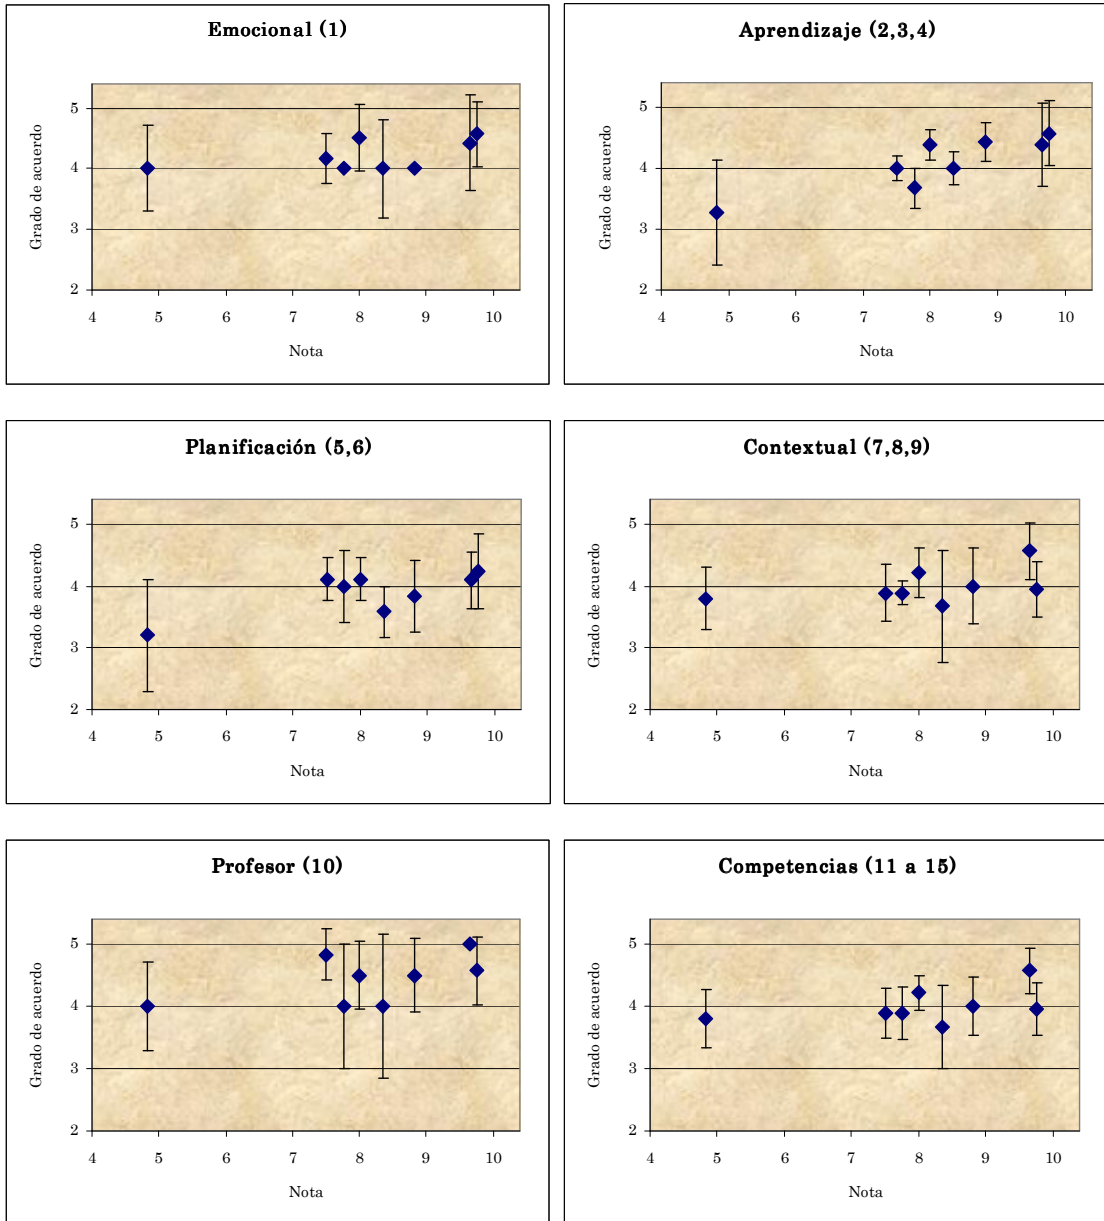 Emocional (1)
5
4
3
2
4 5 6 7 8 9 10
Grado de acuerdo
Nota
Aprendizaje (2,3,4)
5
4
3
2
4 5 6 7 8 9 10
Grado de acuerdo
Nota
Planificación (5,6)
5
4
3
2
4 5 6 7 8 9 10
Grado de acuerdo
Nota
Contextual (7,8,9)
5
4
3
2
4 5 6 7 8 9 10
Grado de acuerdo
Nota
Profesor (10)
5
4
3
2
4 5 6 7 8 9 10
Grado de acuerdo
Nota
Competencias (11 a 15)
5
4
3
2
4 5 6 7 8 9 10
Grado de acuerdo
Nota